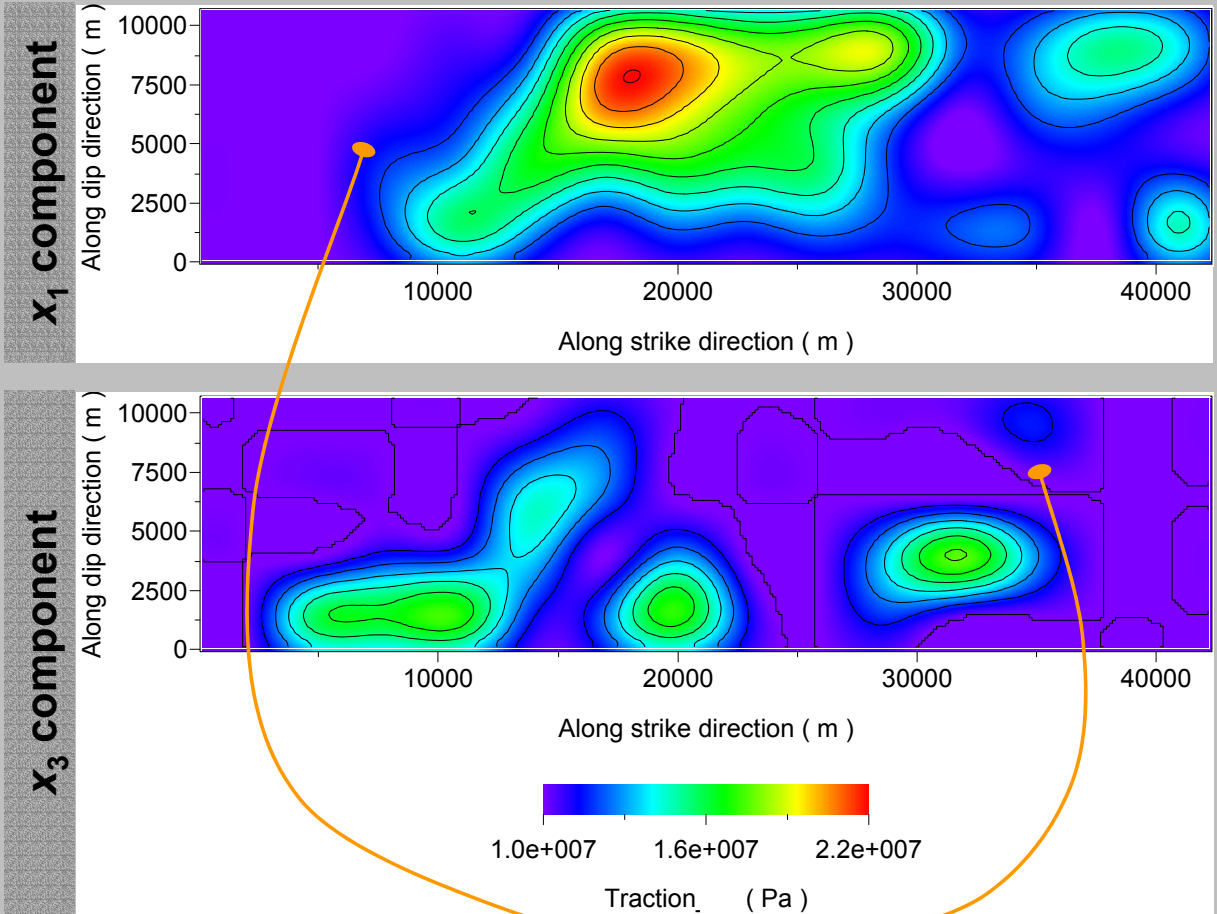 x1 component
Along dip direction ( m )
10000
7500
5000
2500
0
10000 20000 30000 40000
Along strike direction ( m )
x3 component
Along dip direction ( m )
10000
7500
5000
2500
0
10000 20000 30000 40000
Along strike direction ( m )
1.0e+007 1.6e+007 2.2e+007
Traction_ ( Pa )